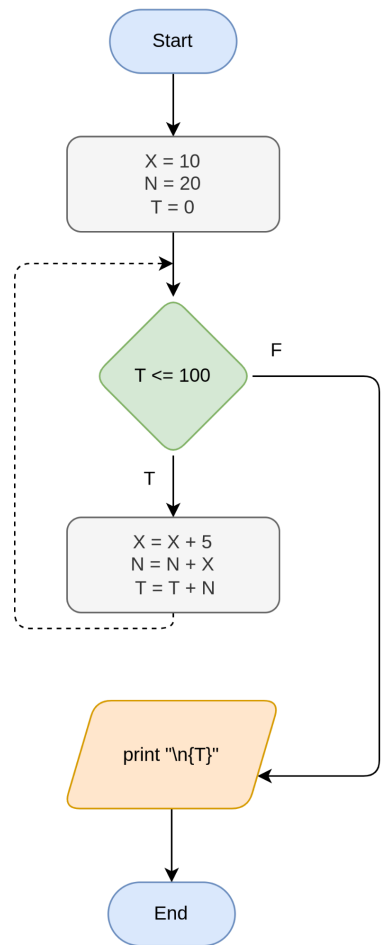 Start
X = 10
N = 20
T = 0
T <= 100
F
T
X = X + 5
N = N + X
T = T + N
print "\n{T}"
End